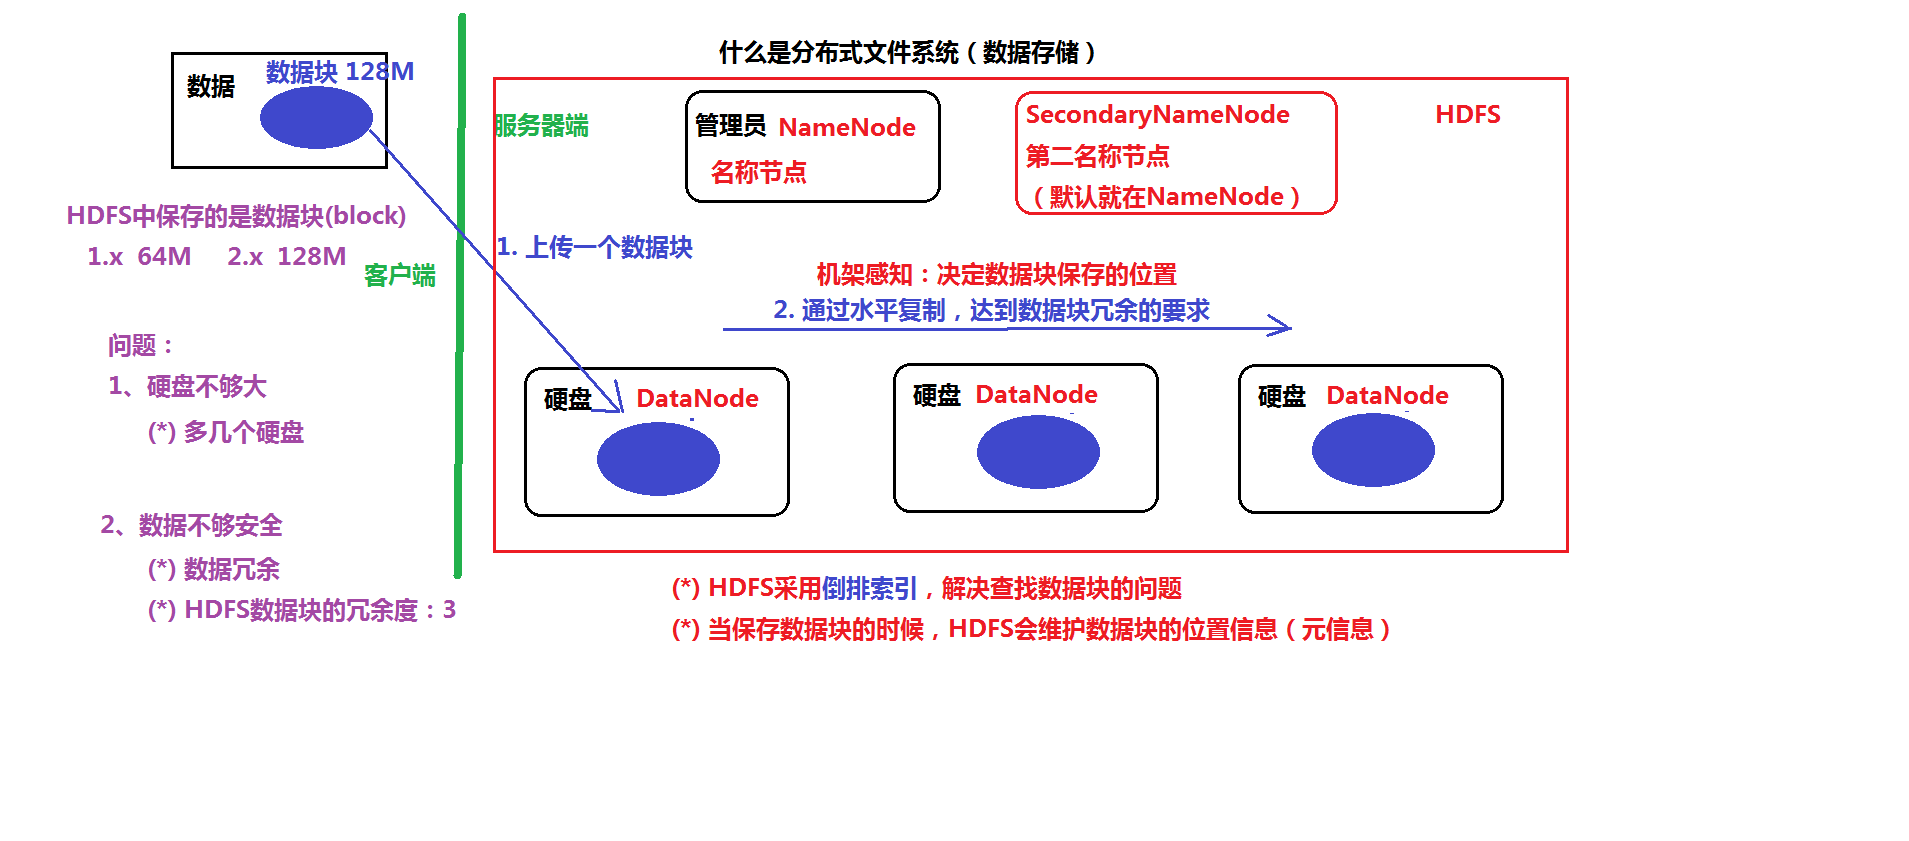 什么是分布式文件系统（数据存储）
数据
数据块 128M
HDFS中保存的是数据块(block)
1.x 64M 2.x 128M
客户端
问题：
1、硬盘不够大
(*) 多几个硬盘
2、数据不够安全
(*) 数据冗余
(*) HDFS数据块的冗余度：3
服务器端
管理员 NameNode
名称节点
SecondaryNameNode
第二名称节点
（默认就在NameNode）
HDFS
1. 上传一个数据块
机架感知：决定数据块保存的位置
2. 通过水平复制，达到数据块冗余的要求
硬盘 DataNode
硬盘 DataNode
硬盘 DataNode
(*) HDFS采用倒排索引，解决查找数据块的问题
(*) 当保存数据块的时候，HDFS会维护数据块的位置信息（元信息）